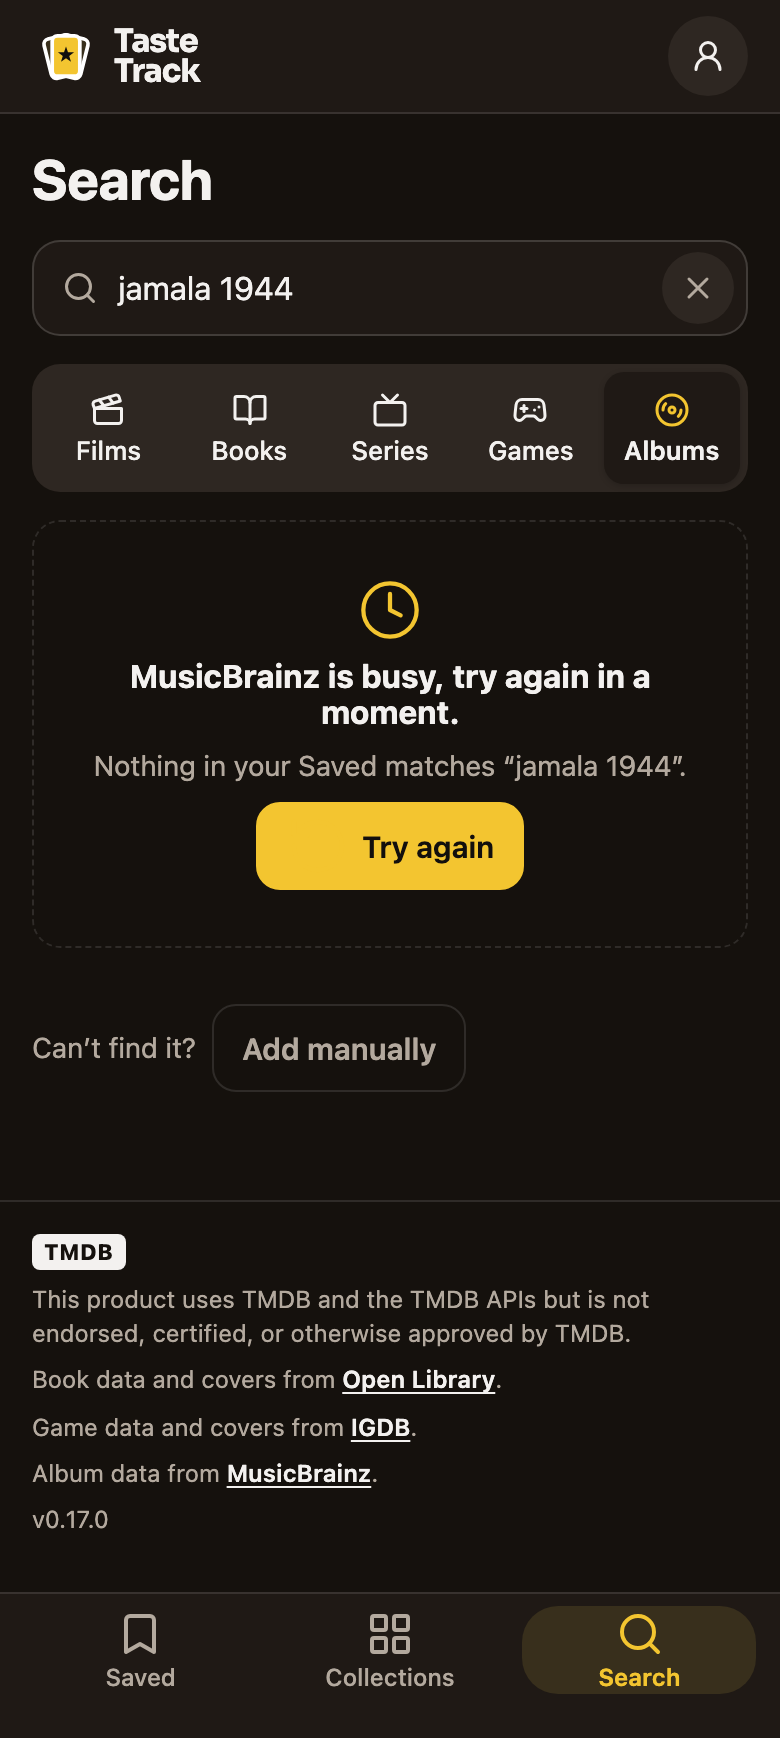 Taste
Track
Search
jamala 1944
Films
Books
Series
Games
Albums
MusicBrainz is busy, try again in a
moment.
Nothing in your Saved matches “jamala 1944”.
Try again
Can’t find it?
Add manually
TMDB
This product uses TMDB and the TMDB APIs but is not
endorsed, certified, or otherwise approved by TMDB.
Book data and covers from Open Library.
Game data and covers from IGDB.
Album data from MusicBrainz.
v0.17.0
Saved
Collections
Search